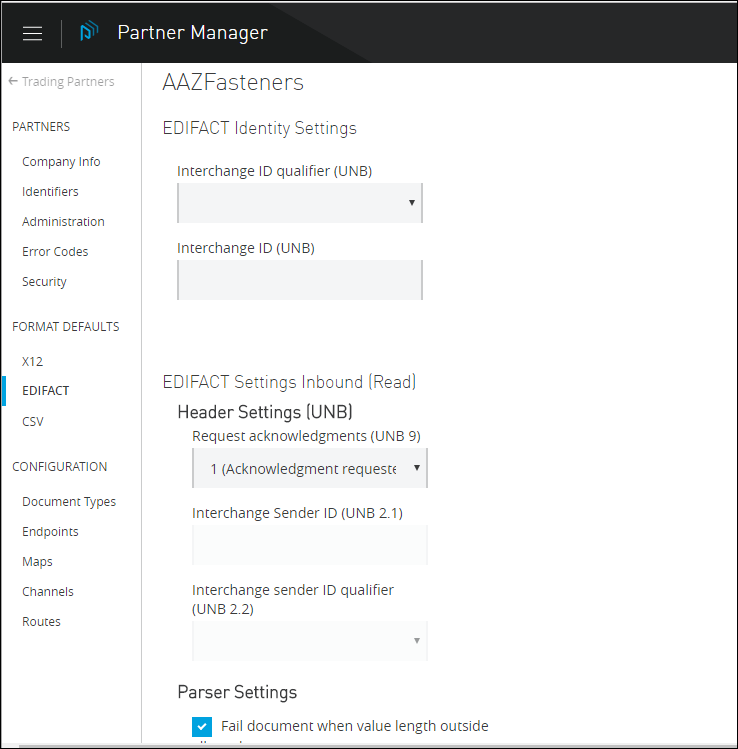 Partner Manager
← Trading Partners
PARTNERS
Company Info
Identifiers
Administration
Error Codes
Security
FORMAT DEFAULTS
X12
EDIFACT
CSV
CONFIGURATION
Document Types
Endpoints
Maps
Channels
Routes
AAZFasteners
EDIFACT Identity Settings
Interchange ID qualifier (UNB)
Interchange ID (UNB)
EDIFACT Settings Inbound (Read)
Header Settings (UNB)
Request acknowledgments (UNB 9)
1 (Acknowledgment requeste
Interchange Sender ID (UNB 2.1)
Interchange sender ID qualifier
(UNB 2.2)
Parser Settings
Fail document when value length outside